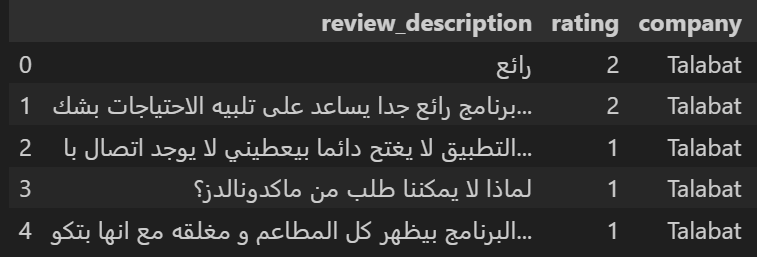 review_description rating company
0 رائع 2 Talabat
1 برنامج رائع جدا يساعد على تلبيه الاحتياجات بشك... 2 Talabat
2 التطبيق لا يغتح دائما بيعطيني لا يوجد اتصال با... 1 Talabat
3 لماذا لا يمكننا طلب من ماكدونالدز؟ 1 Talabat
4 البرنامج بيظهر كل المطاعم و مغلقه مع انها بتكو... 1 Talabat